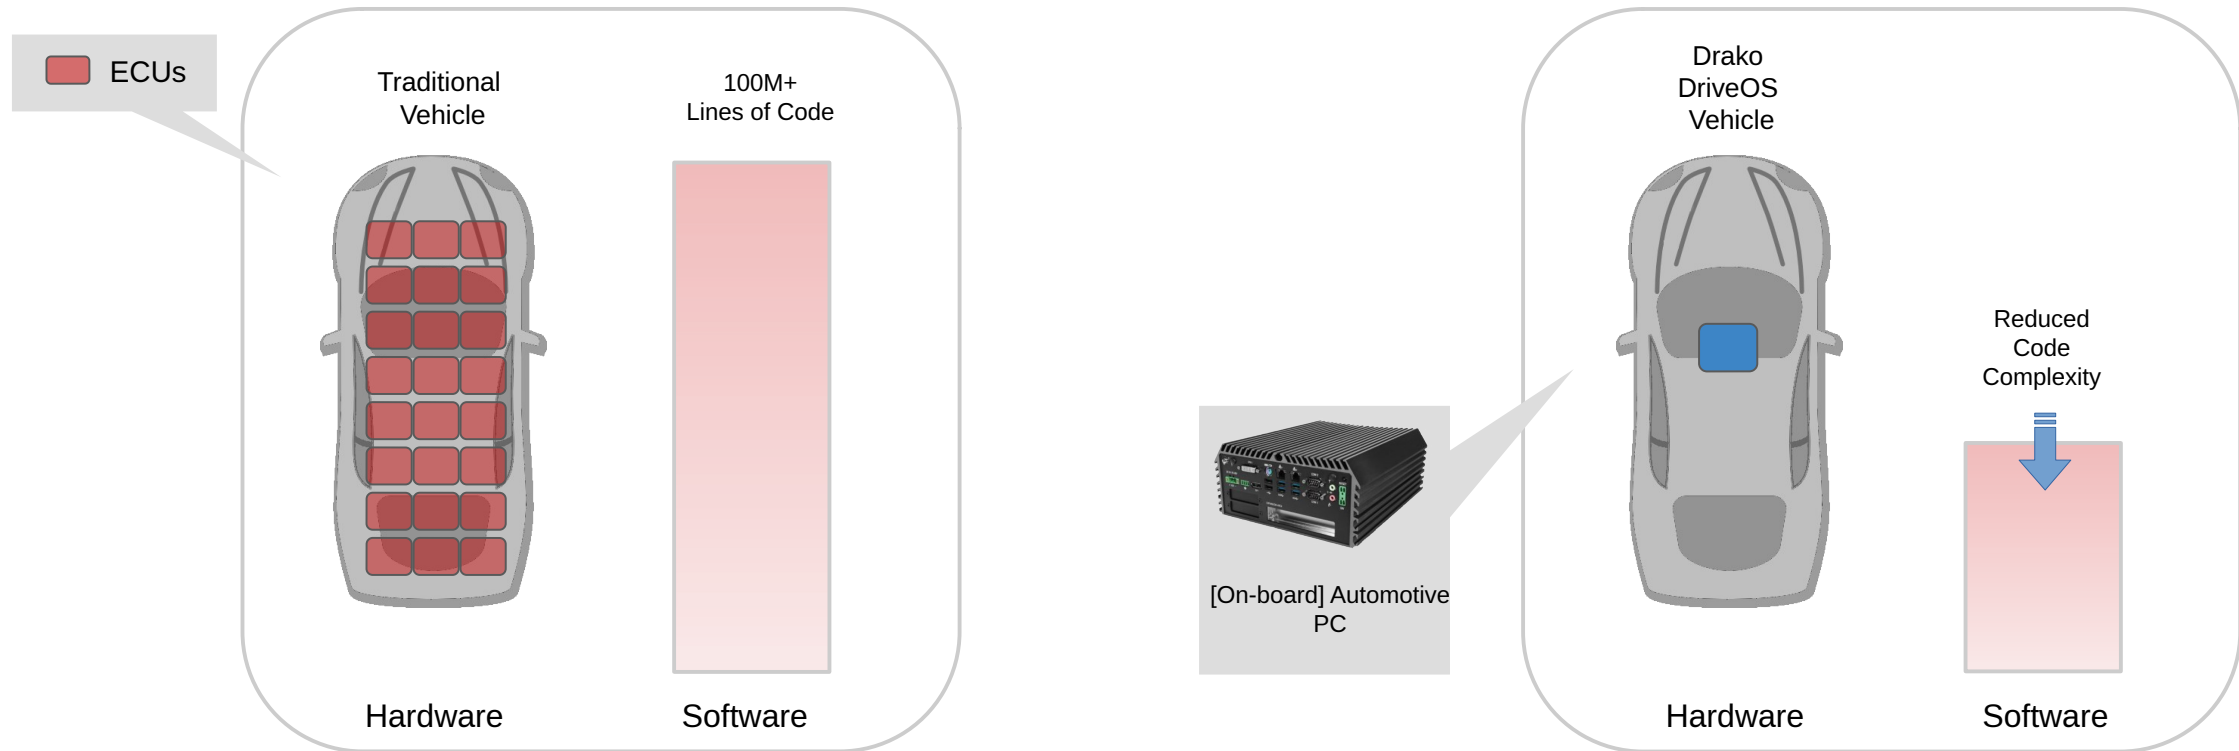 ECUs
Traditional
Vehicle
100M+
Lines of Code
Hardware
Software
[On-board] Automotive
PC
Drako
DriveOS
Vehicle
Reduced
Code
Complexity
Hardware
Software